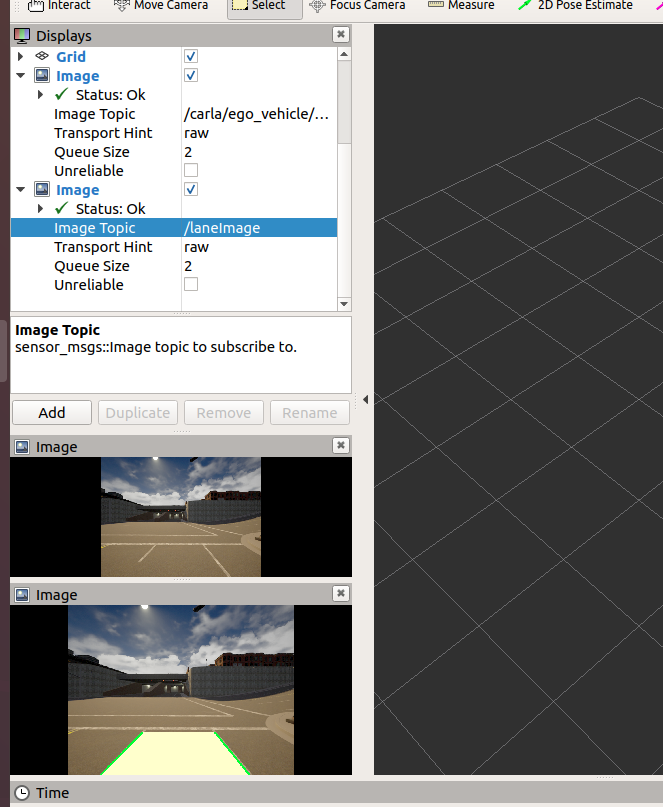 Interact Move Camera Select Focus Camera Measure 2D Pose Estimate
Displays
Grid
Image
Status: Ok
Image Topic /carla/ego_vehicle/...
Transport Hint raw
Queue Size 2
Unreliable
Image
Status: Ok
Image Topic /laneImage
Transport Hint raw
Queue Size 2
Unreliable
Image Topic
sensor_msgs::Image topic to subscribe to.
Add Duplicate Remove Rename
Image
Image
Time